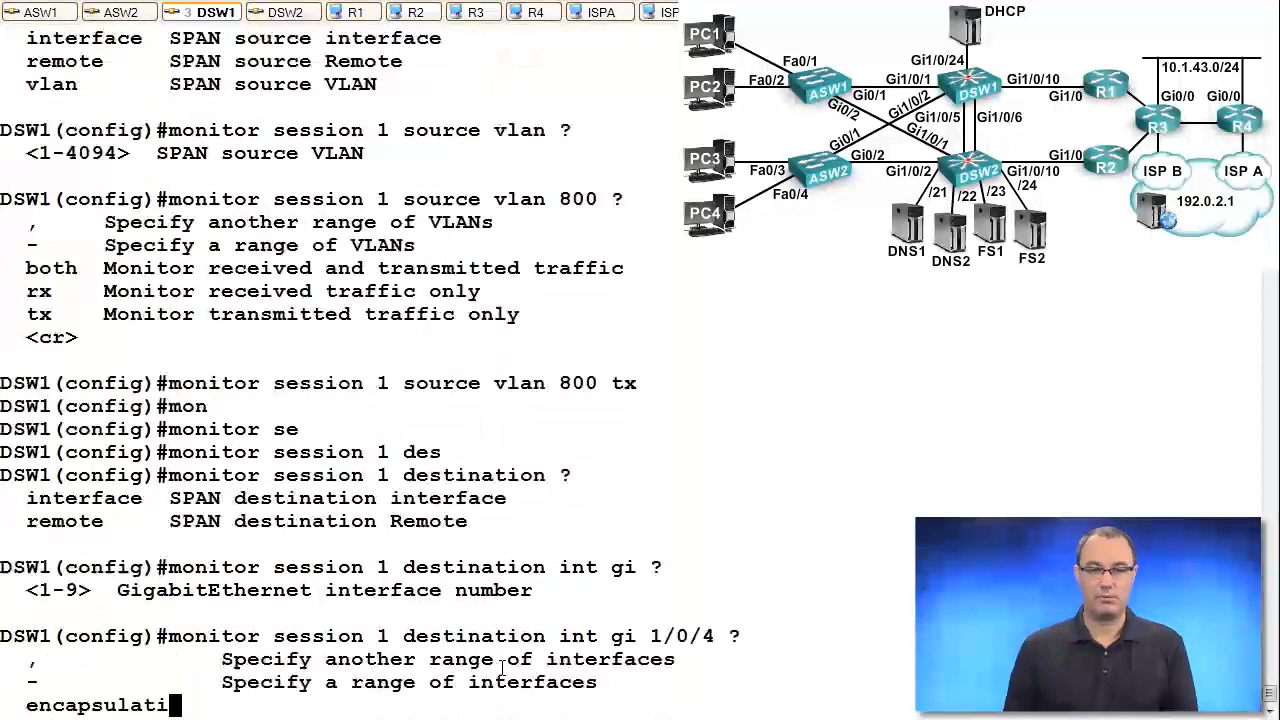 ASW1 ASW2 3 DSW1 DSW2 R1 R2 R3 R4 ISPA ISP
interface SPAN source interface
remote SPAN source Remote
vlan SPAN source VLAN
DSW1(config)#monitor session 1 source vlan ?
<1-4094> SPAN source VLAN
DSW1(config)#monitor session 1 source vlan 800 ?
, Specify another range of VLANs
- Specify a range of VLANs
both Monitor received and transmitted traffic
rx Monitor received traffic only
tx Monitor transmitted traffic only
<cr>
DSW1(config)#monitor session 1 source vlan 800 tx
DSW1(config)#mon
DSW1(config)#monitor se
DSW1(config)#monitor session 1 des
DSW1(config)#monitor session 1 destination ?
interface SPAN destination interface
remote SPAN destination Remote
DSW1(config)#monitor session 1 destination int gi ?
<1-9> GigabitEthernet interface number
DSW1(config)#monitor session 1 destination int gi 1/0/4 ?
, Specify another range of interfaces
- Specify a range of interfaces
encapsulati
DHCP
PC1
Fa0/1
Gi1/0/24
10.1.43.0/24
PC2
Fa0/2
ASW1
Gi0/1
Gi1/0/1
DSW1
Gi1/0/10
Gi1/0
R1
Gi0/0
Gi0/0
Gi0/2
Gi1/0/2
Gi1/0/5
Gi1/0/6
R3
R4
Gi0/1
Gi1/0/1
PC3
Fa0/3
ASW2
Gi0/2
Gi1/0/2
DSW2
Gi1/0/10
Gi1/0
R2
ISP B
ISP A
PC4
Fa0/4
/21
/22
/23
/24
192.0.2.1
DNS1
DNS2
FS1
FS2